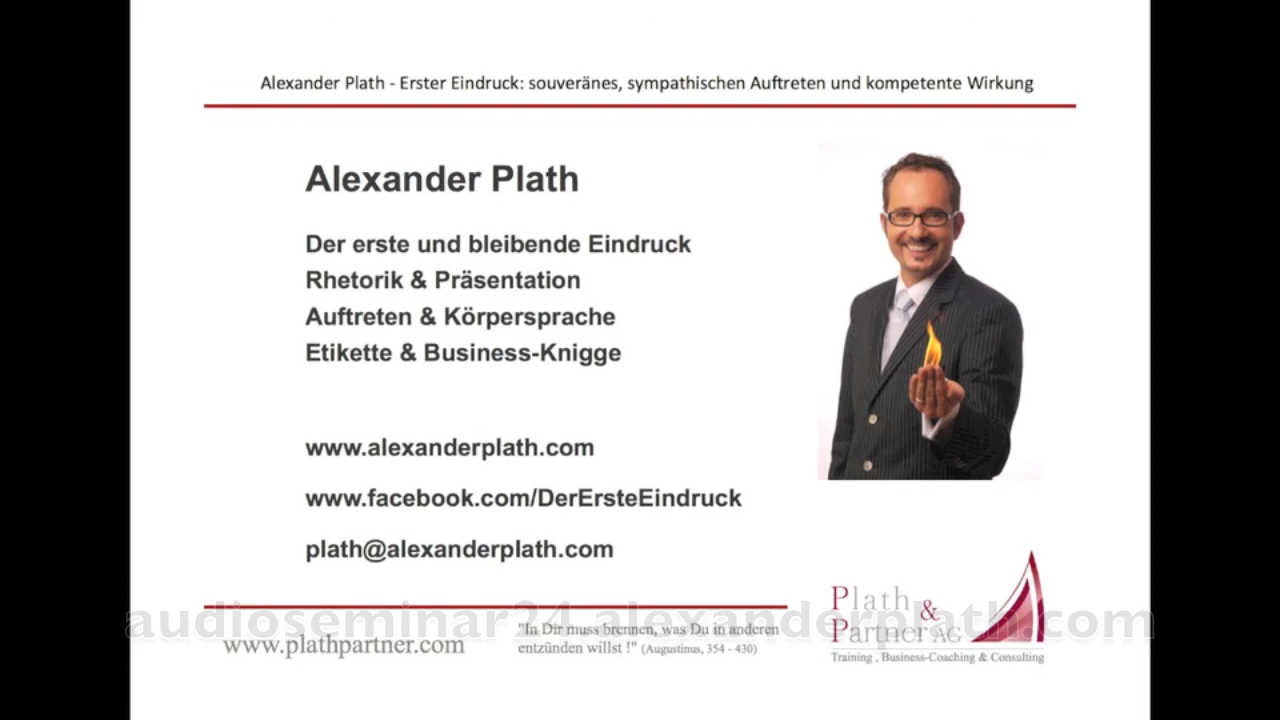 Alexander Plath - Erster Eindruck: souveränes, sympathischen Auftreten und kompetente Wirkung
Alexander Plath
Der erste und bleibende Eindruck
Rhetorik & Präsentation
Auftreten & Körpersprache
Etikette & Business-Knigge
www.alexanderplath.com
www.facebook.com/DerErsteEindruck
plath@alexanderplath.com
audioseminar24.alexanderplath.com
www.plathpartner.com
"In Dir muss brennen, was Du in anderen
entzünden willst !" (Augustinus, 354 - 430)
Plath &
Partner AG
Training , Business-Coaching & Consulting